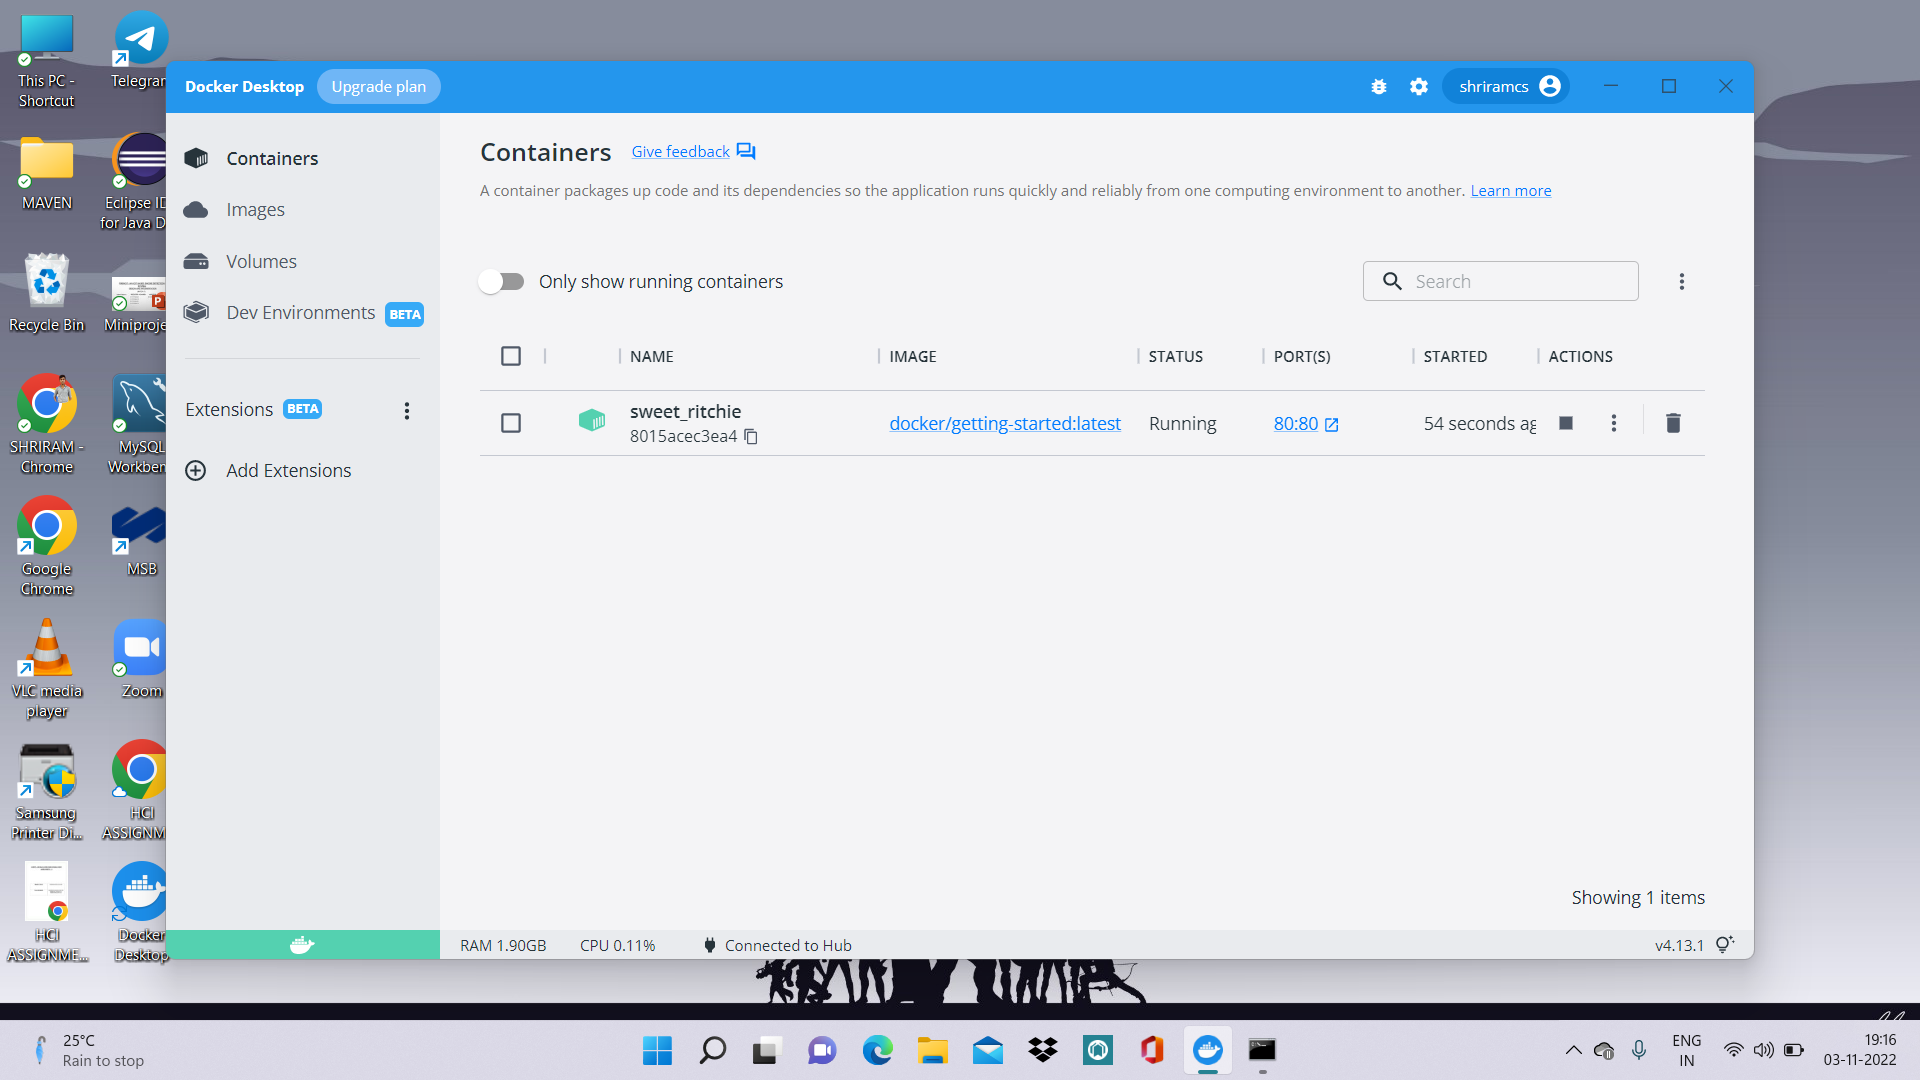 This PC -
Shortcut
Telegram
MAVEN
Eclipse ID
for Java D
Recycle Bin
Miniproje
SHRIRAM -
Chrome
MySQL
Workben
Google
Chrome
MSB
VLC media
player
Zoom
Samsung
Printer Di...
HCI
ASSIGNM
HCI
ASSIGNME...
Docker
Desktop
Docker Desktop
Upgrade plan
shriramcs
Containers
Images
Volumes
Dev Environments BETA
Extensions BETA
Add Extensions
Containers
Give feedback
A container packages up code and its dependencies so the application runs quickly and reliably from one computing environment to another. Learn more
Only show running containers
Search
NAME IMAGE STATUS PORT(S) STARTED ACTIONS
sweet_ritchie
8015acec3ea4
docker/getting-started:latest Running 80:80 54 seconds ag
Showing 1 items
RAM 1.90GB CPU 0.11% Connected to Hub v4.13.1
25°C
Rain to stop
ENG
IN
19:16
03-11-2022